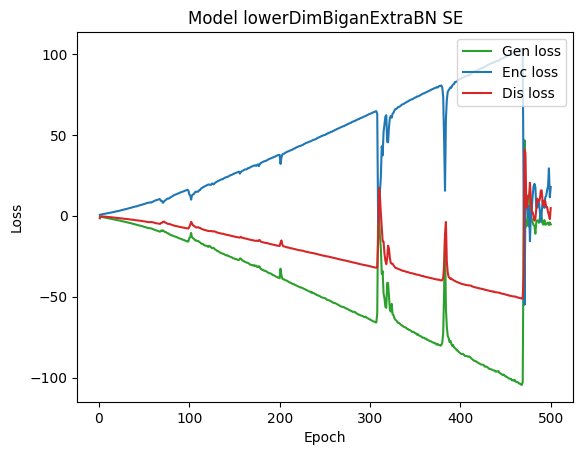 Model lowerDimBiganExtraBN SE
Gen loss
Enc loss
Dis loss
100
50
0
−50
−100
Loss
0
100
200
300
400
500
Epoch